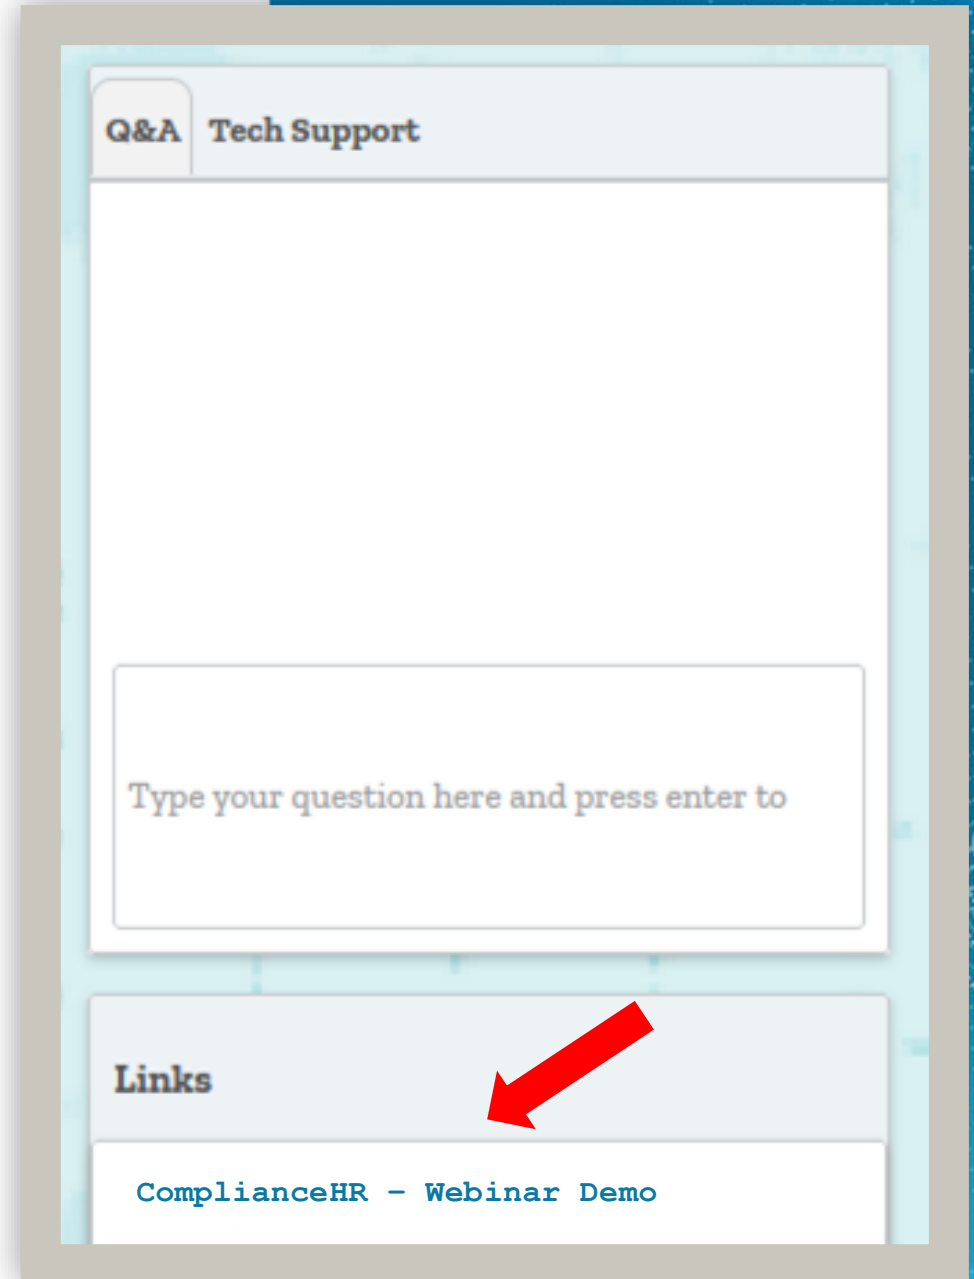 Q&A Tech Support
Type your question here and press enter to
Links
ComplianceHR – Webinar Demo